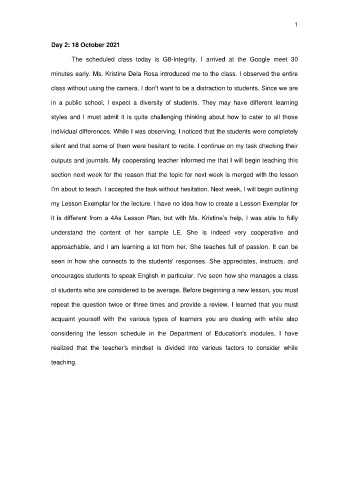 1
Day 2: 18 October 2021
The scheduled class today is G8-Integrity. I arrived at the Google meet 30
minutes early. Ms. Kristine Dela Rosa introduced me to the class. I observed the entire
class without using the camera, I don't want to be a distraction to students. Since we are
in a public school, I expect a diversity of students. They may have different learning
styles and I must admit it is quite challenging thinking about how to cater to all those
individual differences. While I was observing, I noticed that the students were completely
silent and that some of them were hesitant to recite. I continue on my task checking their
outputs and journals. My cooperating teacher informed me that I will begin teaching this
section next week for the reason that the topic for next week is merged with the lesson
I'm about to teach. I accepted the task without hesitation. Next week, I will begin outlining
my Lesson Exemplar for the lecture. I have no idea how to create a Lesson Exemplar for
it is different from a 4As Lesson Plan, but with Ms. Kristine's help, I was able to fully
understand the content of her sample LE. She is indeed very cooperative and
approachable, and I am learning a lot from her. She teaches full of passion. It can be
seen in how she connects to the students' responses. She appreciates, instructs, and
encourages students to speak English in particular. I've seen how she manages a class
of students who are considered to be average. Before beginning a new lesson, you must
repeat the question twice or three times and provide a review. I learned that you must
acquaint yourself with the various types of learners you are dealing with while also
considering the lesson schedule in the Department of Education's modules. I have
realized that the teacher's mindset is divided into various factors to consider while
teaching.